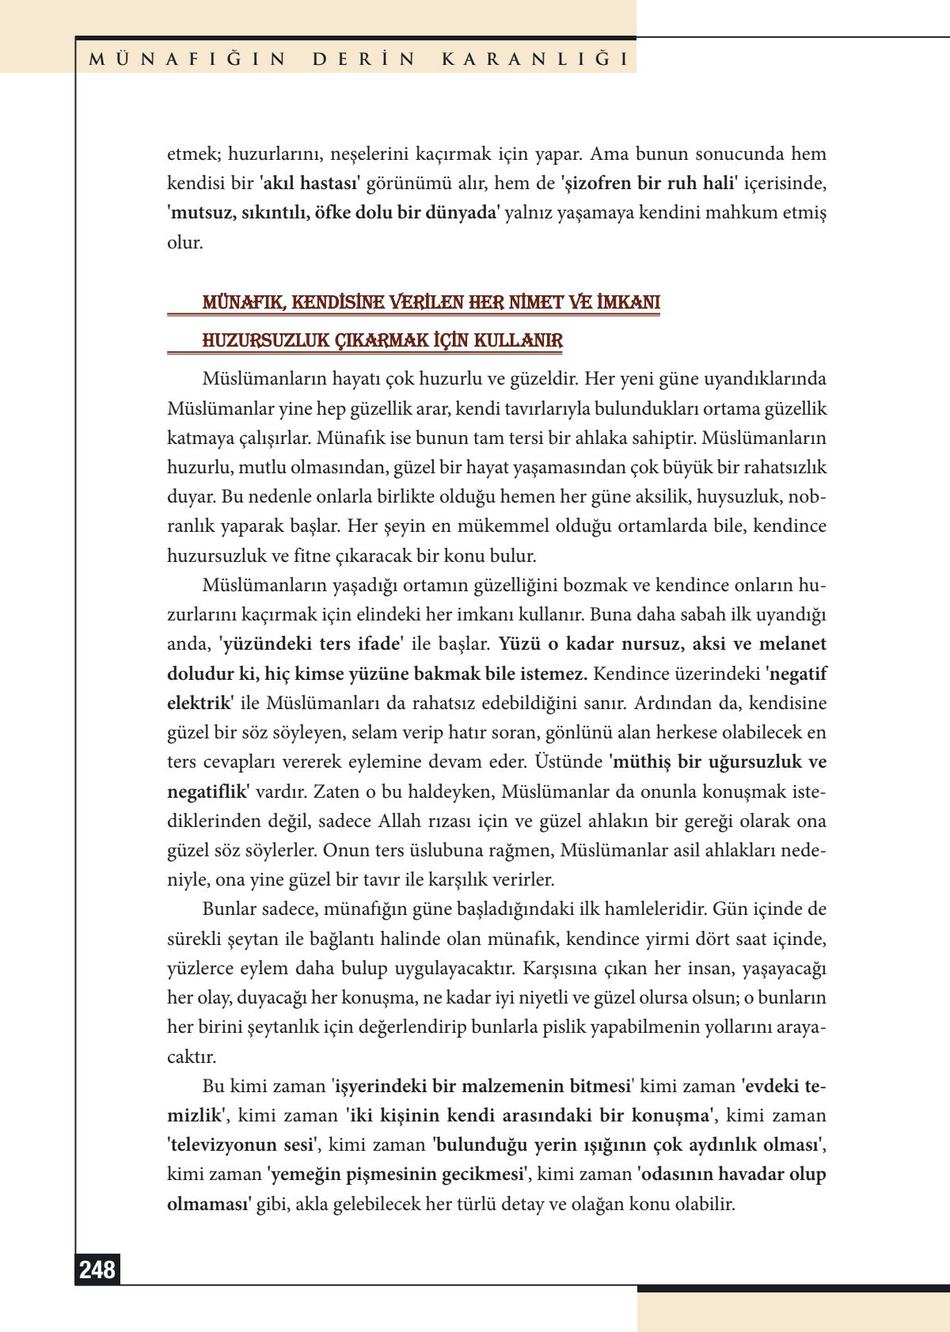 MÜNAFIĞIN DERİN KARANLIĞI
etmek; huzurlarını, neşelerini kaçırmak için yapar. Ama bunun sonucunda hem
kendisi bir 'akıl hastası' görünümü alır, hem de 'şizofren bir ruh hali' içerisinde,
'mutsuz, sıkıntılı, öfke dolu bir dünyada' yalnız yaşamaya kendini mahkum etmiş
olur.
MÜNAFIK, KENDİSİNE VERİLEN HER NİMET VE İMKANI
HUZURSUZLUK ÇIKARMAK İÇİN KULLANIR
Müslümanların hayatı çok huzurlu ve güzeldir. Her yeni güne uyandıklarında
Müslümanlar yine hep güzellik arar, kendi tavırlarıyla bulundukları ortama güzellik
katmaya çalışırlar. Münafık ise bunun tam tersi bir ahlaka sahiptir. Müslümanların
huzurlu, mutlu olmasından, güzel bir hayat yaşamasından çok büyük bir rahatsızlık
duyar. Bu nedenle onlarla birlikte olduğu hemen her güne aksilik, huysuzluk, nob-
ranlık yaparak başlar. Her şeyin en mükemmel olduğu ortamlarda bile, kendince
huzursuzluk ve fitne çıkaracak bir konu bulur.
Müslümanların yaşadığı ortamın güzelliğini bozmak ve kendince onların hu-
zurlarını kaçırmak için elindeki her imkanı kullanır. Buna daha sabah ilk uyandığı
anda, 'yüzündeki ters ifade' ile başlar. Yüzü o kadar nursuz, aksi ve melanet
doludur ki, hiç kimse yüzüne bakmak bile istemez. Kendince üzerindeki 'negatif
elektrik' ile Müslümanları da rahatsız edebildiğini sanır. Ardından da, kendisine
güzel bir söz söyleyen, selam verip hatır soran, gönlünü alan herkese olabilecek en
ters cevapları vererek eylemine devam eder. Üstünde 'müthiş bir uğursuzluk ve
negatiflik' vardır. Zaten o bu haldeyken, Müslümanlar da onunla konuşmak iste-
diklerinden değil, sadece Allah rızası için ve güzel ahlakın bir gereği olarak ona
güzel söz söylerler. Onun ters üslubuna rağmen, Müslümanlar asil ahlakları nede-
niyle, ona yine güzel bir tavır ile karşılık verirler.
Bunlar sadece, münafığın güne başladığındaki ilk hamleleridir. Gün içinde de
sürekli şeytan ile bağlantı halinde olan münafık, kendince yirmi dört saat içinde,
yüzlerce eylem daha bulup uygulayacaktır. Karşısına çıkan her insan, yaşayacağı
her olay, duyacağı her konuşma, ne kadar iyi niyetli ve güzel olursa olsun; o bunların
her birini şeytanlık için değerlendirip bunlarla pislik yapabilmenin yollarını araya-
caktır.
Bu kimi zaman 'işyerindeki bir malzemenin bitmesi' kimi zaman 'evdeki te-
mizlik', kimi zaman 'iki kişinin kendi arasındaki bir konuşma', kimi zaman
'televizyonun sesi', kimi zaman 'bulunduğu yerin ışığının çok aydınlık olması',
kimi zaman 'yemeğin pişmesinin gecikmesi', kimi zaman 'odasının havadar olup
olmaması' gibi, akla gelebilecek her türlü detay ve olağan konu olabilir.
248